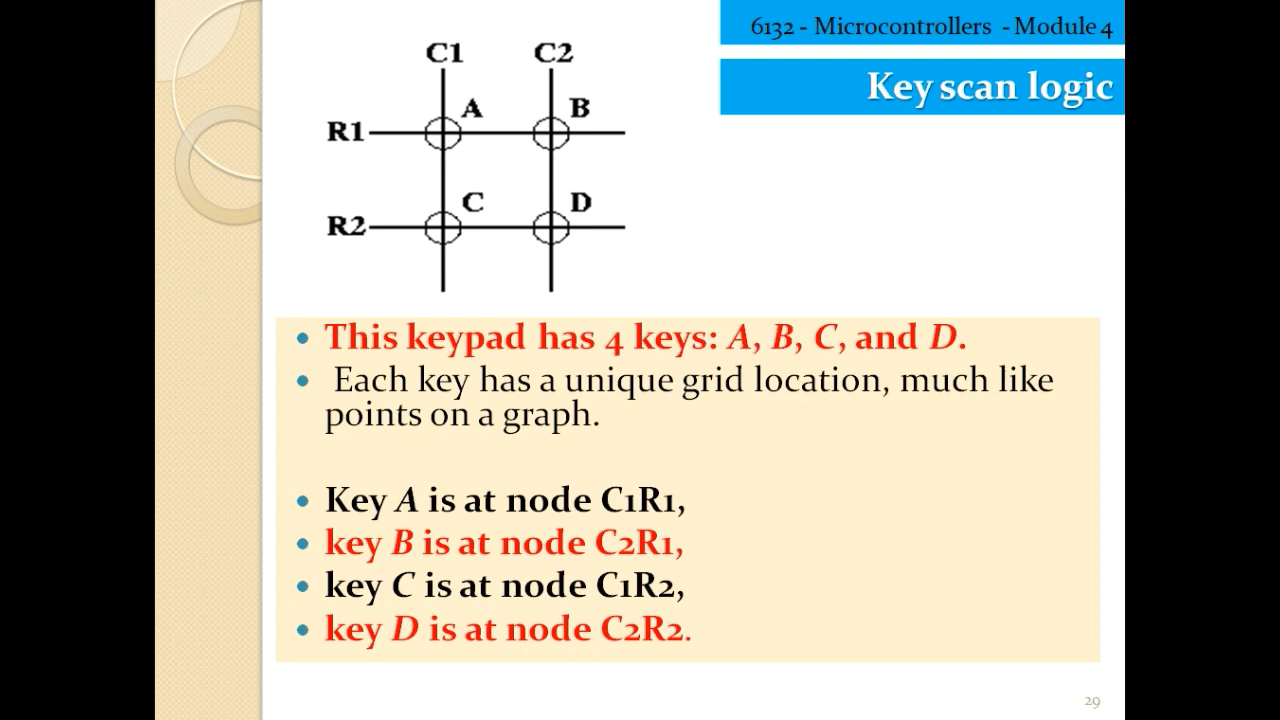 6132 - Microcontrollers - Module 4
Key scan logic
C1 C2
A B
R1
C D
R2
• This keypad has 4 keys: A, B, C, and D.
• Each key has a unique grid location, much like
points on a graph.
• Key A is at node C1R1,
• key B is at node C2R1,
• key C is at node C1R2,
• key D is at node C2R2.
29